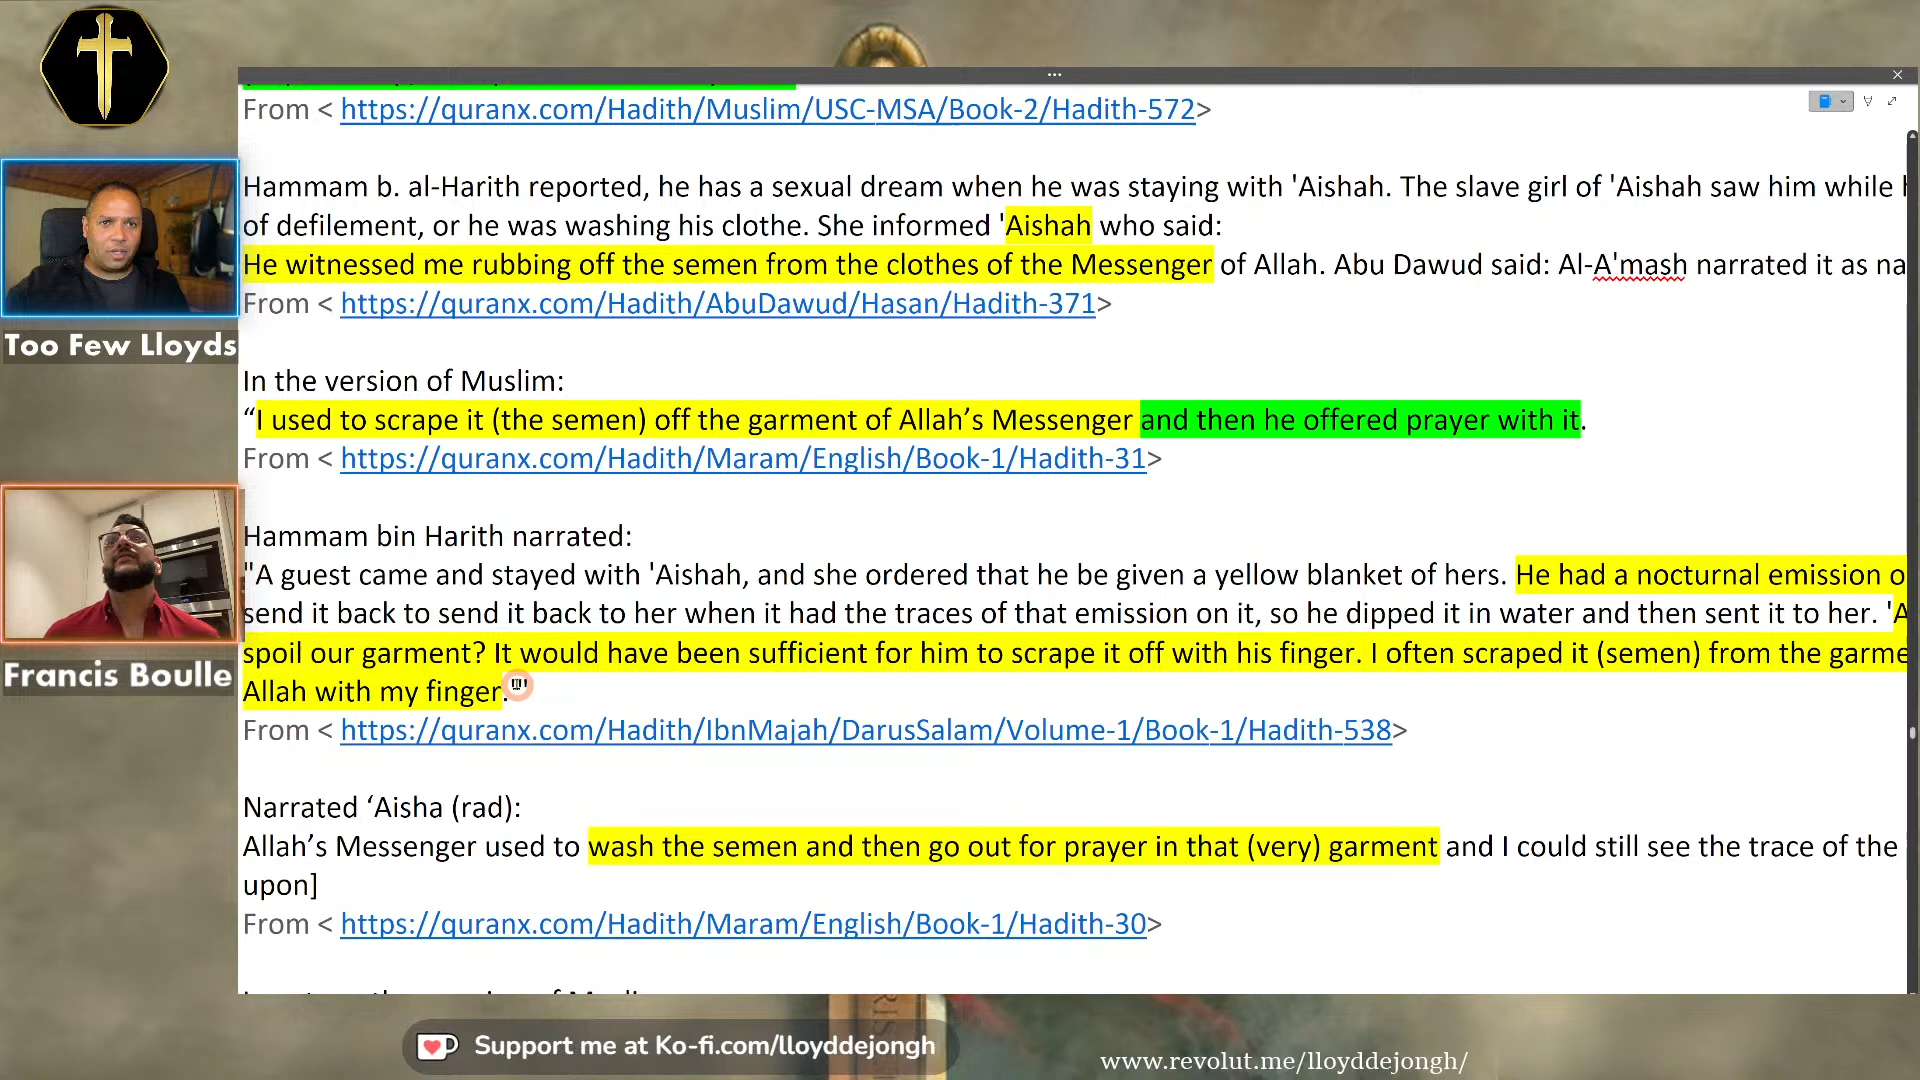 From < https://quranx.com/Hadith/Muslim/USC-MSA/Book-2/Hadith-572>
Hammam b. al-Harith reported, he has a sexual dream when he was staying with 'Aishah. The slave girl of 'Aishah saw him while
of defilement, or he was washing his clothe. She informed 'Aishah who said:
He witnessed me rubbing off the semen from the clothes of the Messenger of Allah. Abu Dawud said: Al-A'mash narrated it as na
From < https://quranx.com/Hadith/AbuDawud/Hasan/Hadith-371>
Too Few Lloyds
In the version of Muslim:
“I used to scrape it (the semen) off the garment of Allah’s Messenger and then he offered prayer with it.
From < https://quranx.com/Hadith/Maram/English/Book-1/Hadith-31>
Hammam bin Harith narrated:
"A guest came and stayed with 'Aishah, and she ordered that he be given a yellow blanket of hers. He had a nocturnal emission o
send it back to send it back to her when it had the traces of that emission on it, so he dipped it in water and then sent it to her. 'A
spoil our garment? It would have been sufficient for him to scrape it off with his finger. I often scraped it (semen) from the garme
Francis Boulle
Allah with my finger.'"
From < https://quranx.com/Hadith/IbnMajah/DarusSalam/Volume-1/Book-1/Hadith-538>
Narrated ‘Aisha (rad):
Allah’s Messenger used to wash the semen and then go out for prayer in that (very) garment and I could still see the trace of the
upon]
From < https://quranx.com/Hadith/Maram/English/Book-1/Hadith-30>
Support me at Ko-fi.com/lloyddejongh
www.revolut.me/lloyddejongh/